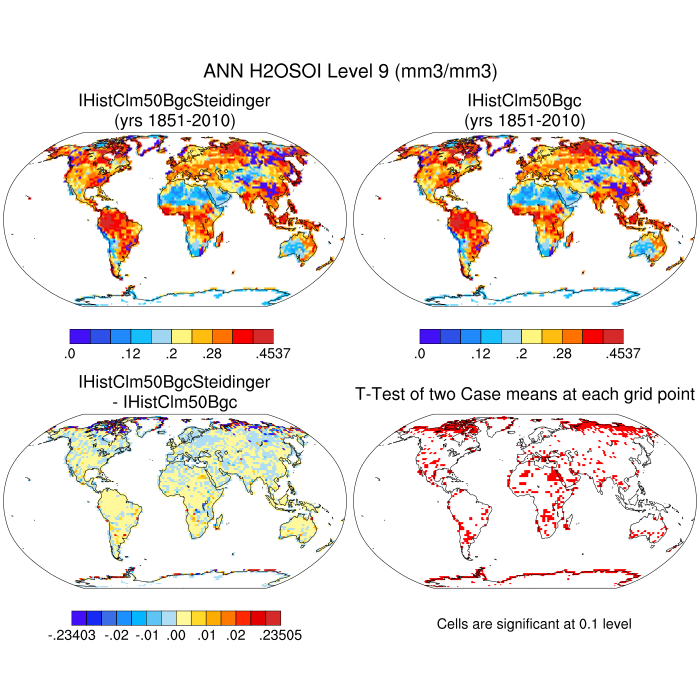 ANN H2OSOI Level 9 (mm3/mm3)
IHistClm50BgcSteidinger
(yrs 1851-2010)
IHistClm50Bgc
(yrs 1851-2010)
.0 .12 .2 .28 .4537
.0 .12 .2 .28 .4537
IHistClm50BgcSteidinger
- IHistClm50Bgc
T-Test of two Case means at each grid point
-.23403 -.02 -.01 .00 .01 .02 .23505
Cells are significant at 0.1 level